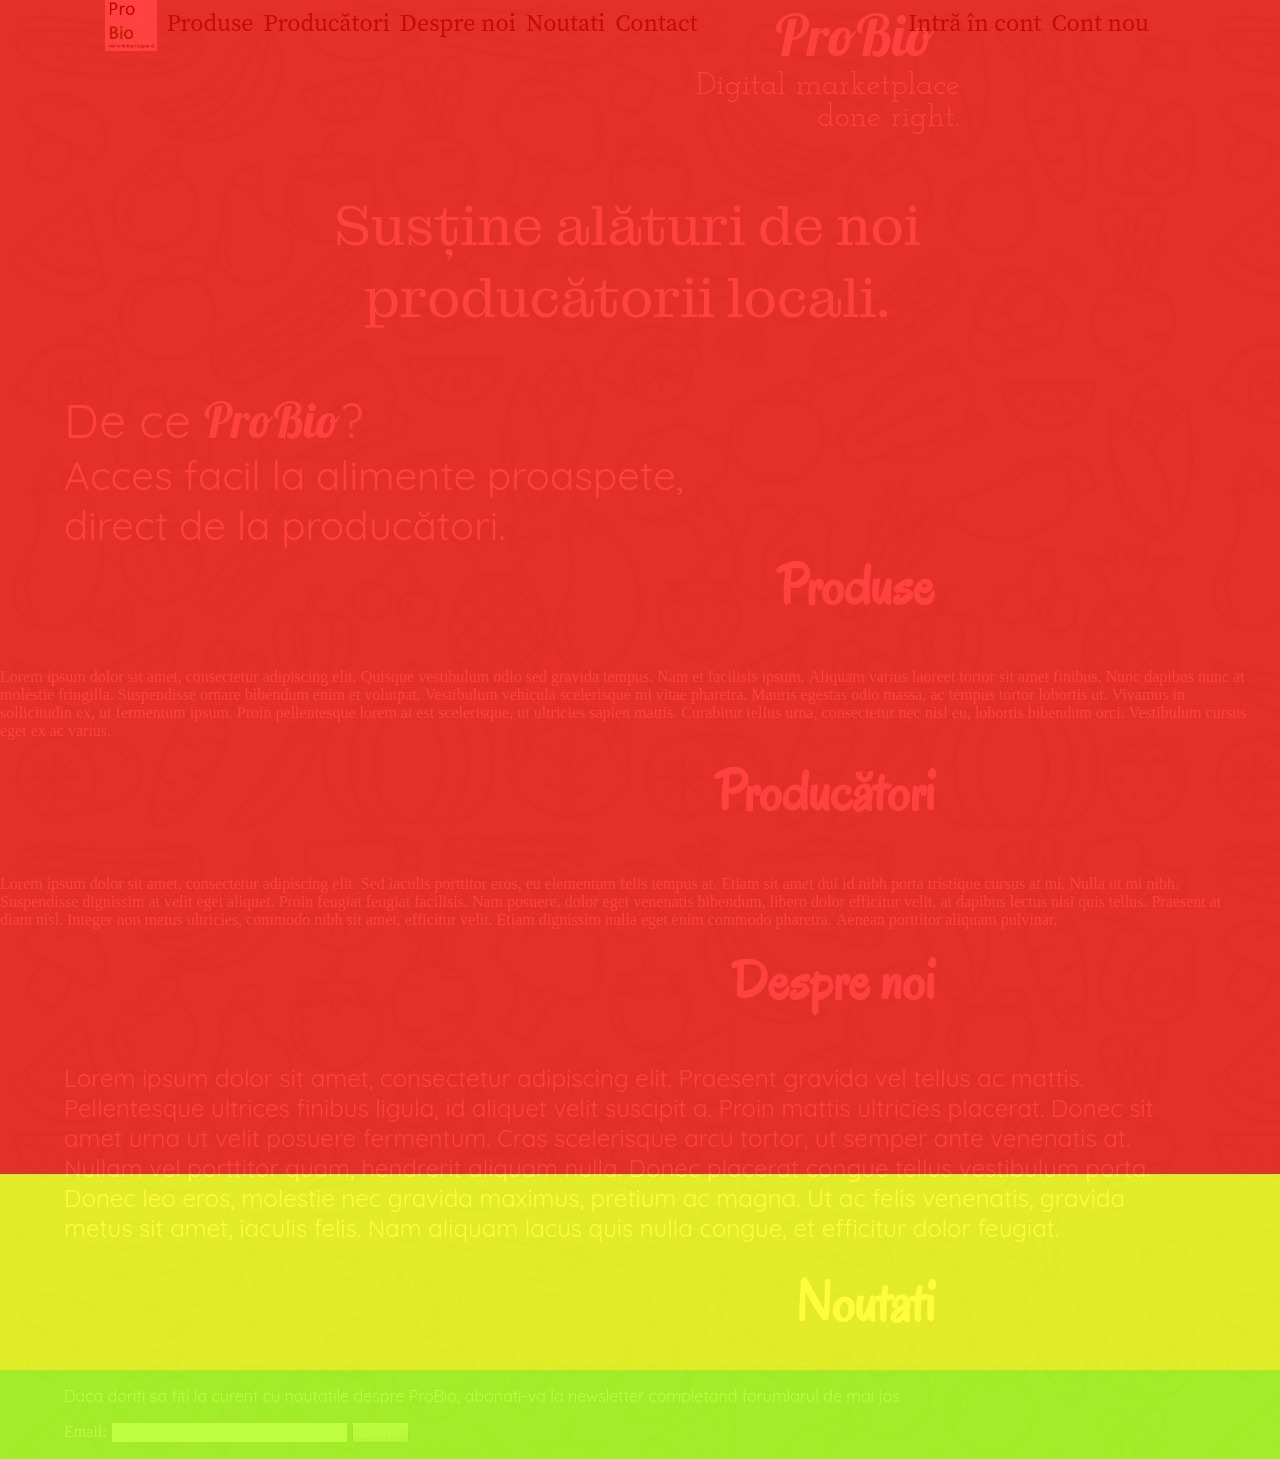 Pro
Bio
Produse Producători Despre noi Noutati Contact
Intră în cont Cont nou
ProBio
Digital marketplace
done right.
Susține alături de noi
producătorii locali.
De ce ProBio?
Acces facil la alimente proaspete,
direct de la producători.
Produse
Lorem ipsum dolor sit amet, consectetur adipiscing elit. Quisque vestibulum odio sed gravida tempus. Nam et facilisis ipsum. Aliquam varius laoreet tortor sit amet finibus. Nunc dapibus nunc at
molestie fringilla. Suspendisse ornare bibendum enim et volutpat. Vestibulum vehicula scelerisque mi vitae pharetra. Mauris egestas odio massa, ac tempus tortor lobortis ut. Vivamus in
sollicitudin ex, ut fermentum ipsum. Proin pellentesque lorem at est scelerisque, ut ultricies sapien mattis. Curabitur tellus urna, consectetur nec nisl eu, lobortis bibendum orci. Vestibulum cursus
eget ex ac varius.
Producători
Lorem ipsum dolor sit amet, consectetur adipiscing elit. Sed iaculis porttitor eros, eu elementum felis tempus at. Etiam sit amet dui id nibh porta tristique cursus at mi. Nulla ut mi nibh.
Suspendisse dignissim at velit eget aliquet. Proin feugiat feugiat facilisis. Nam posuere, dolor eget venenatis bibendum, libero dolor efficitur velit, at dapibus lectus nisi quis tellus. Praesent at
diam nisl. Integer non metus ultricies, commodo nibh sit amet, efficitur velit. Etiam dignissim nulla eget enim commodo pharetra. Aenean porttitor aliquam pulvinar.
Despre noi
Lorem ipsum dolor sit amet, consectetur adipiscing elit. Praesent gravida vel tellus ac mattis.
Pellentesque ultrices finibus ligula, id aliquet velit suscipit a. Proin mattis ultricies placerat. Donec sit
amet urna ut velit posuere fermentum. Cras scelerisque arcu tortor, ut semper ante venenatis at.
Nullam vel porttitor quam, hendrerit aliquam nulla. Donec placerat congue tellus vestibulum porta.
Donec leo eros, molestie nec gravida maximus, pretium ac magna. Ut ac felis venenatis, gravida
metus sit amet, iaculis felis. Nam aliquam lacus quis nulla congue, et efficitur dolor feugiat.
Noutati
Daca doriti sa fiti la curent cu noutatile despre ProBio, abonati-va la newsletter completand forumlarul de mai jos
Email: